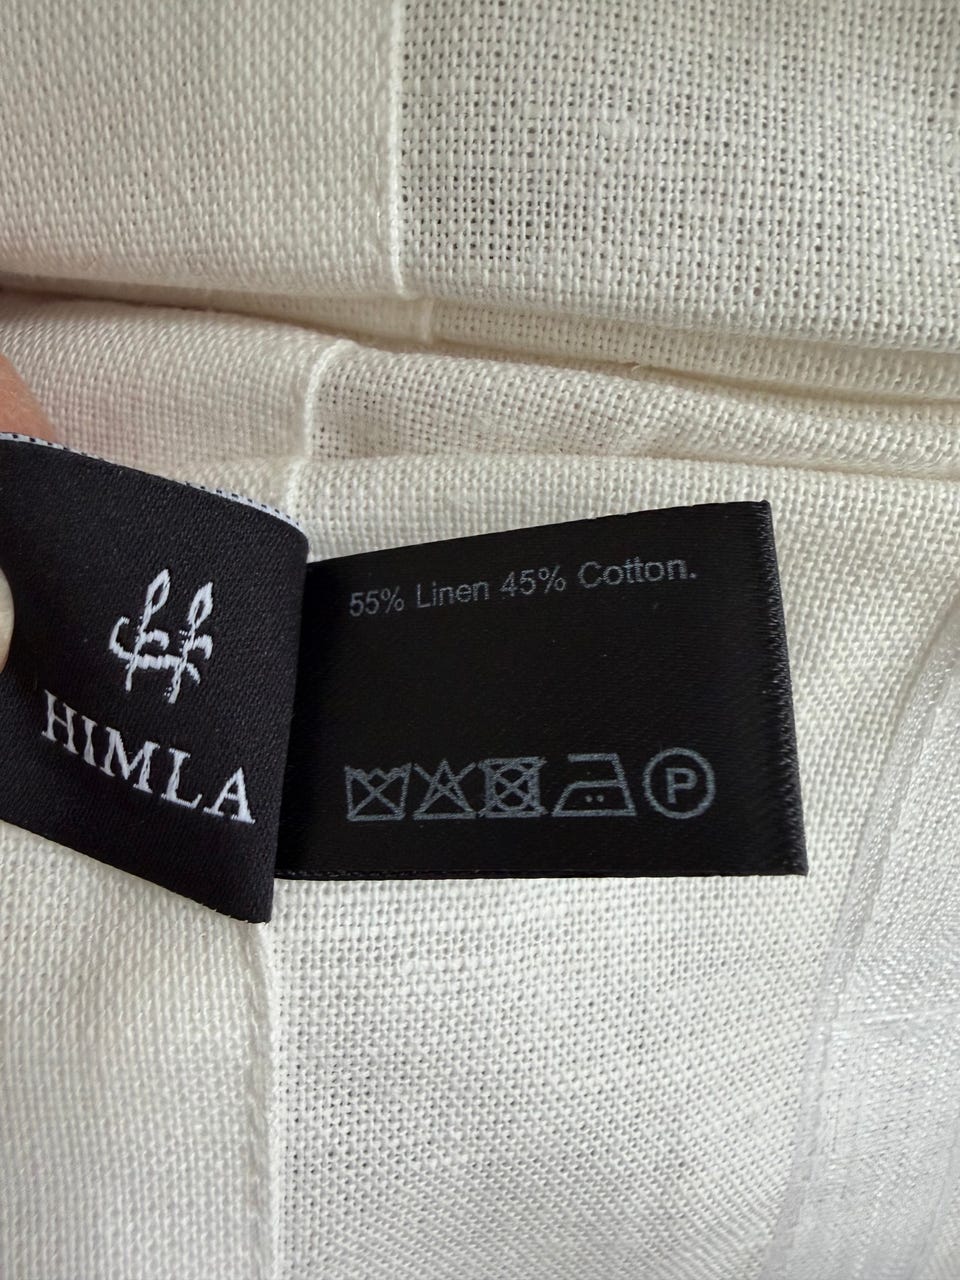 HIMLA
55% Linen 45% Cotton.
P